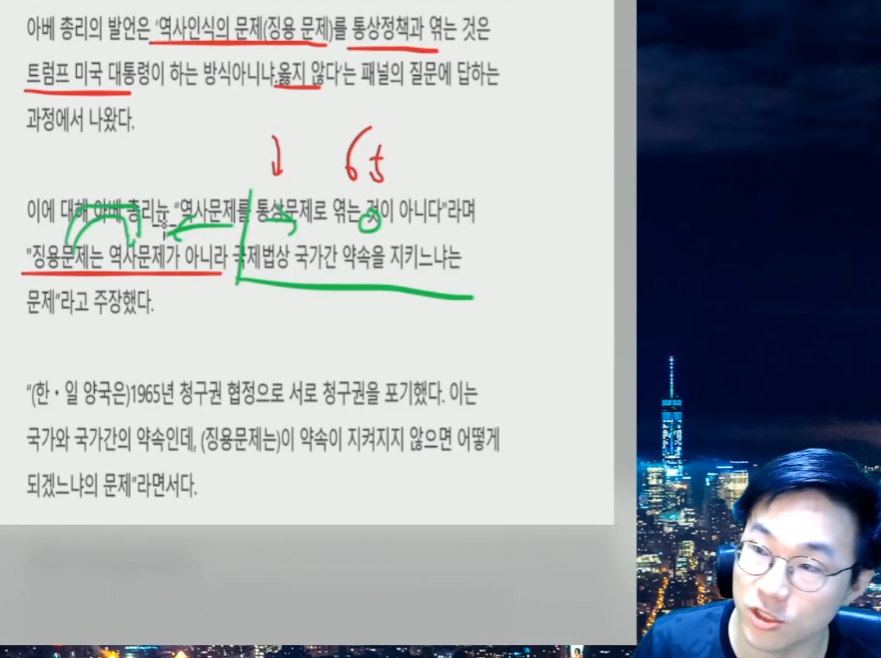 아베 총리의 발언은 '역사인식의 문제(징용 문제)를 통상정책과 엮는 것은
트럼프 미국 대통령이 하는 방식아니냐,옳지 않다'는 패널의 질문에 답하는
과정에서 나왔다.
65
이에 대해 아베 총리는 "역사문제를 통상문제로 엮는 것이 아니다"라며
"징용문제는 역사문제가 아니라 국제법상 국가간 약속을 지키느냐는
문제"라고 주장했다.
"(한·일 양국은)1965년 청구권 협정으로 서로 청구권을 포기했다. 이는
국가와 국가간의 약속인데, (징용문제는)이 약속이 지켜지지 않으면 어떻게
되겠느냐의 문제"라면서다.